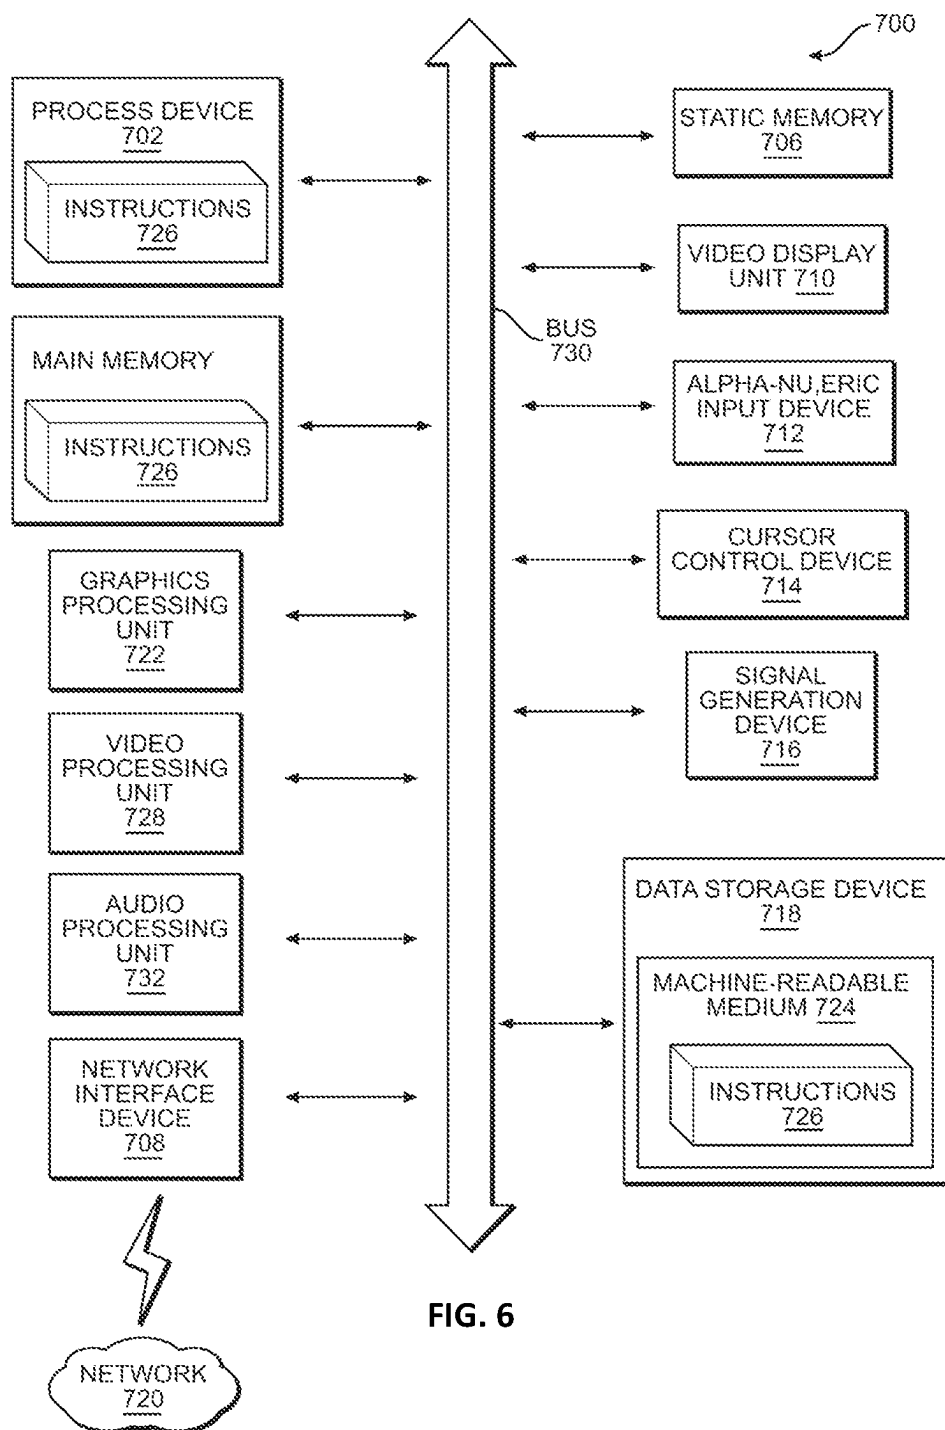 700
PROCESS DEVICE
702
INSTRUCTIONS
726
MAIN MEMORY
INSTRUCTIONS
726
GRAPHICS
PROCESSING
UNIT
722
VIDEO
PROCESSING
UNIT
728
AUDIO
PROCESSING
UNIT
732
NETWORK
INTERFACE
DEVICE
708
NETWORK
720
BUS
730
STATIC MEMORY
706
VIDEO DISPLAY
UNIT 710
ALPHA-NU,ERIC
INPUT DEVICE
712
CURSOR
CONTROL DEVICE
714
SIGNAL
GENERATION
DEVICE
716
DATA STORAGE DEVICE
718
MACHINE-READABLE
MEDIUM 724
INSTRUCTIONS
726
FIG. 6